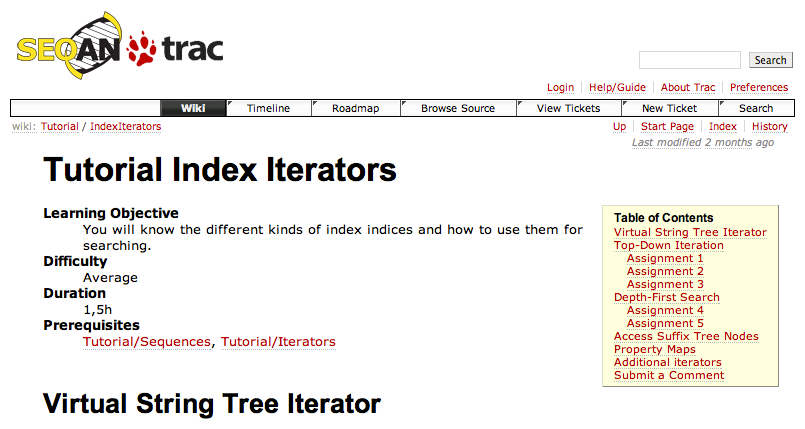 SEQAN trac
Search
Login Help/Guide About Trac Preferences
Wiki Timeline Roadmap Browse Source View Tickets New Ticket Search
wiki: Tutorial / IndexIterators
Up Start Page Index History
Last modified 2 months ago
Tutorial Index Iterators
Learning Objective
You will know the different kinds of index indices and how to use them for
searching.
Difficulty
Average
Duration
1,5h
Prerequisites
Tutorial/Sequences, Tutorial/Iterators
Table of Contents
Virtual String Tree Iterator
Top-Down Iteration
Assignment 1
Assignment 2
Assignment 3
Depth-First Search
Assignment 4
Assignment 5
Access Suffix Tree Nodes
Property Maps
Additional iterators
Submit a Comment
Virtual String Tree Iterator